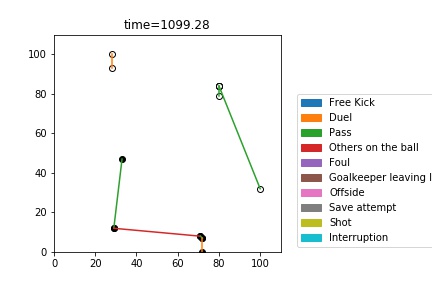 time=1099.28
100
80
60
40
20
0
0 20 40 60 80 100
Free Kick
Duel
Pass
Others on the ball
Foul
Goalkeeper leaving l
Offside
Save attempt
Shot
Interruption